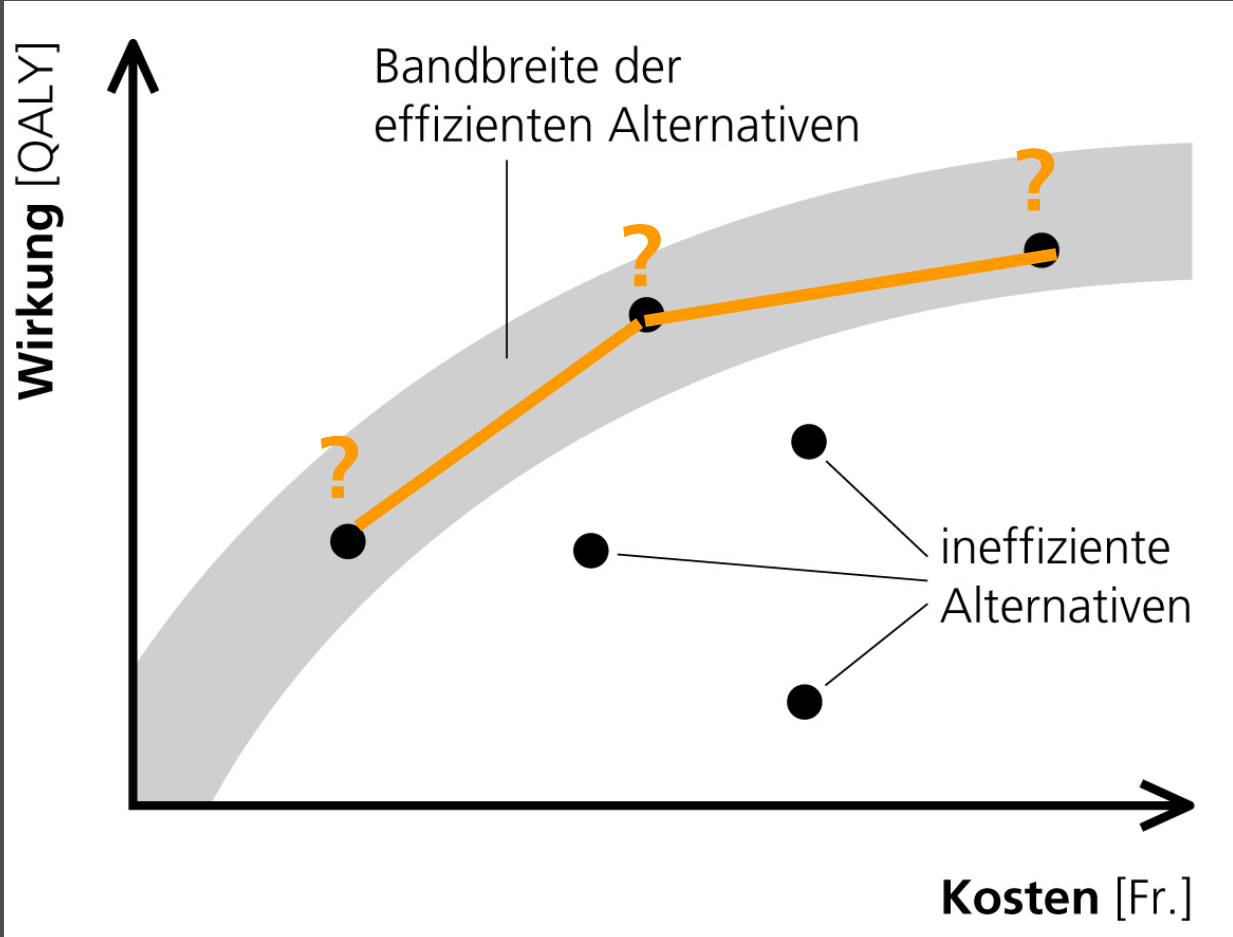 Wirkung [QALY]
Bandbreite der
effizienten Alternativen
?
?
?
ineffiziente
Alternativen
Kosten [Fr.]